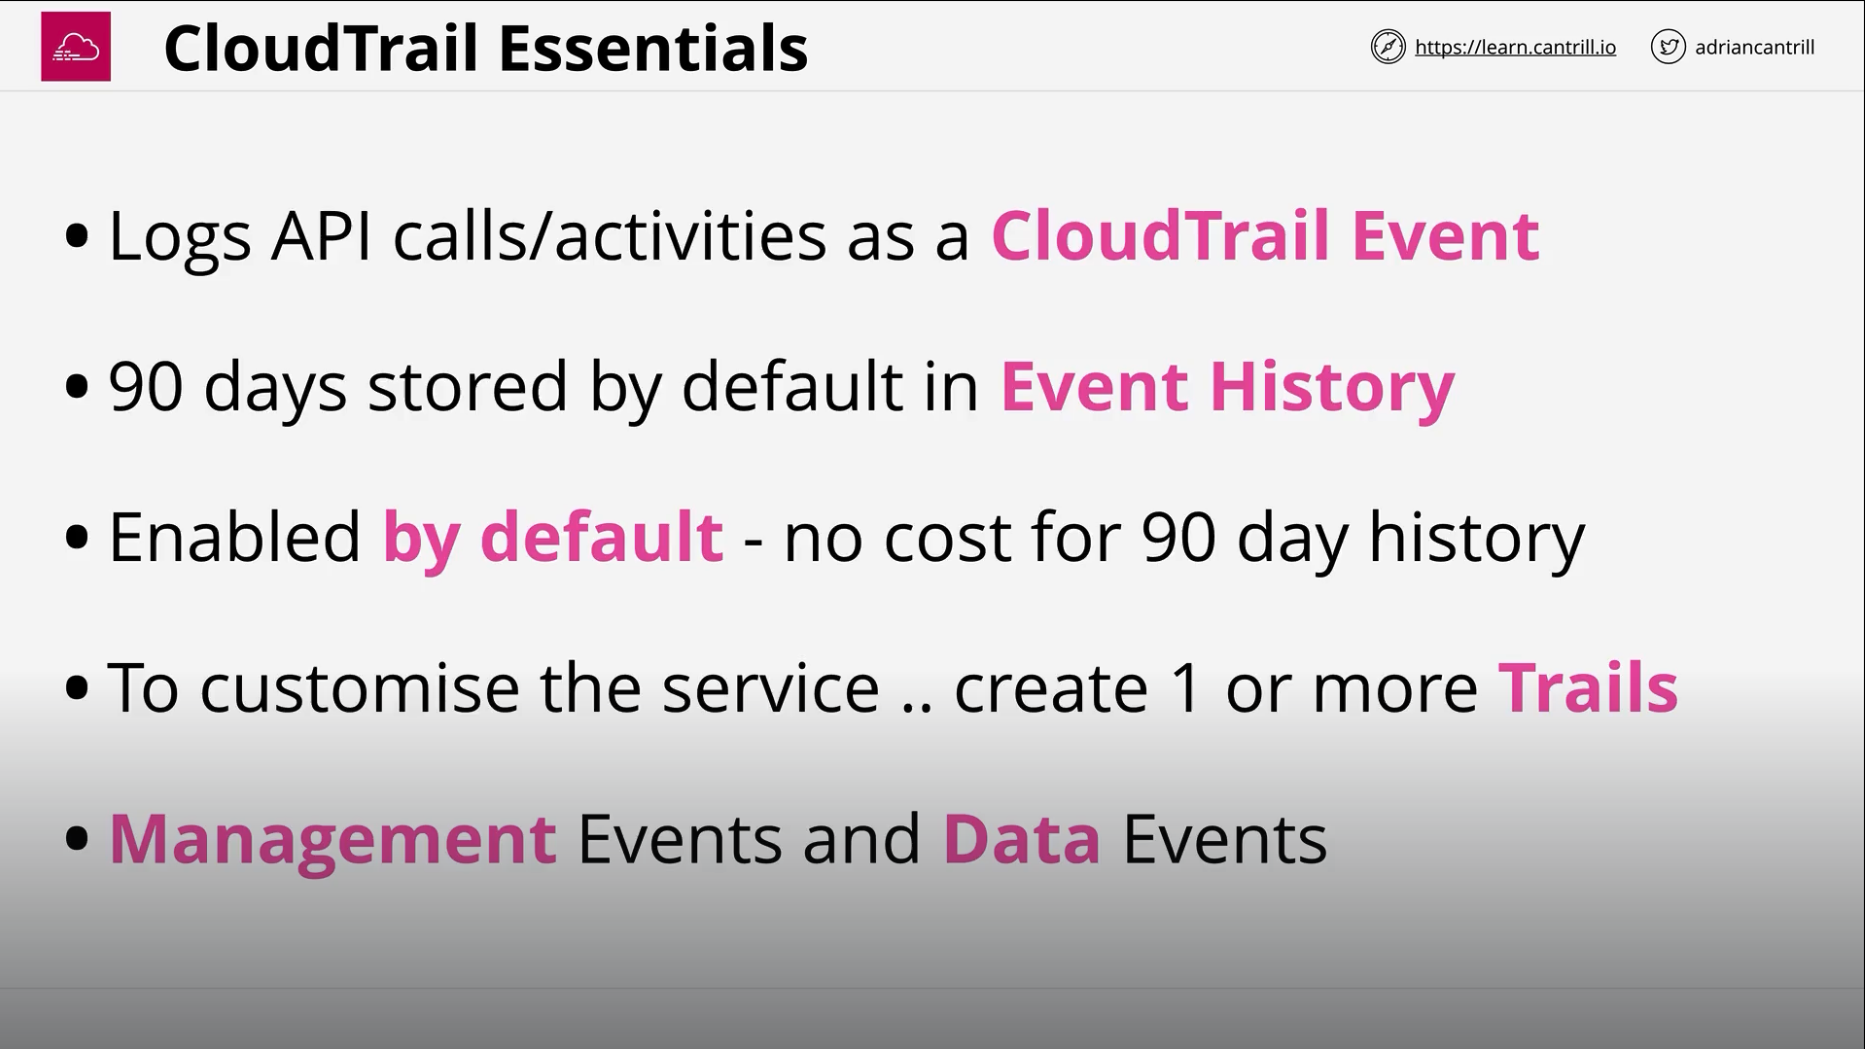 CloudTrail Essentials
https://learn.cantrill.io
adriancantrill
• Logs API calls/activities as a CloudTrail Event
• 90 days stored by default in Event History
• Enabled by default - no cost for 90 day history
• To customise the service .. create 1 or more Trails
• Management Events and Data Events